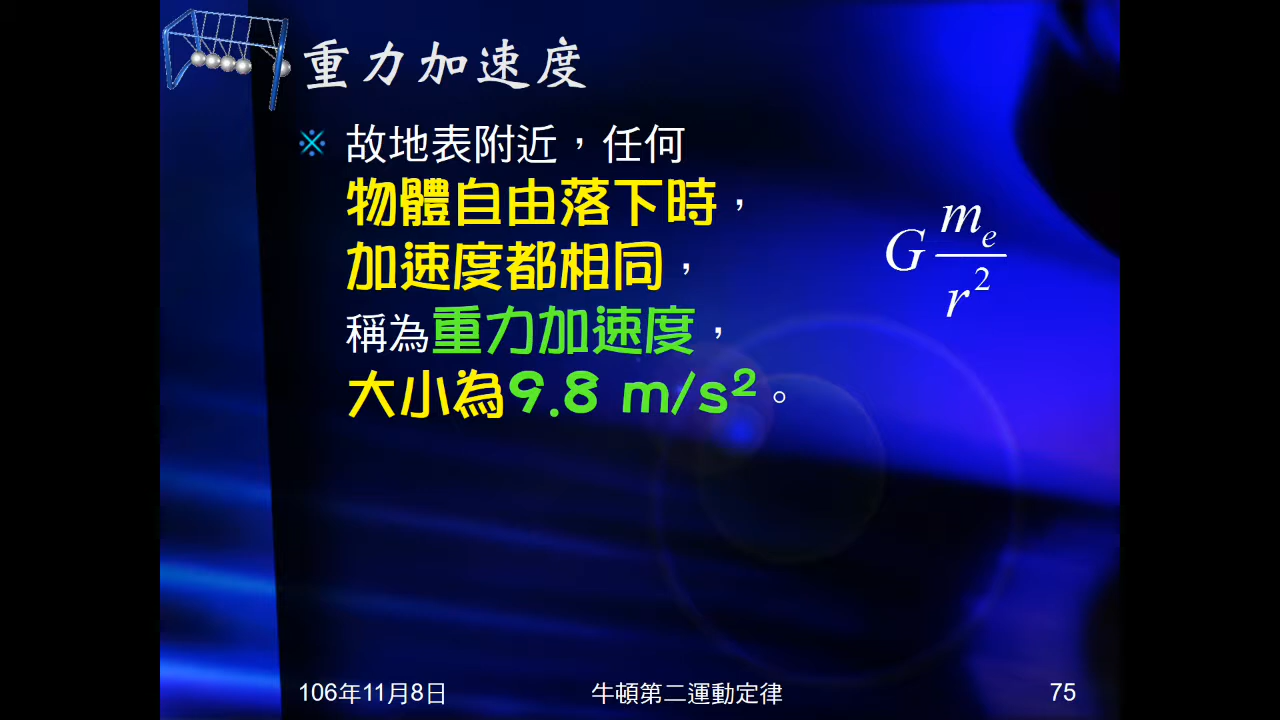 重力加速度
※ 故地表附近，任何
物體自由落下時，
加速度都相同，
稱為重力加速度，
大小為9.8 m/s²。
G mₑ / r²
106年11月8日
牛頓第二運動定律
75